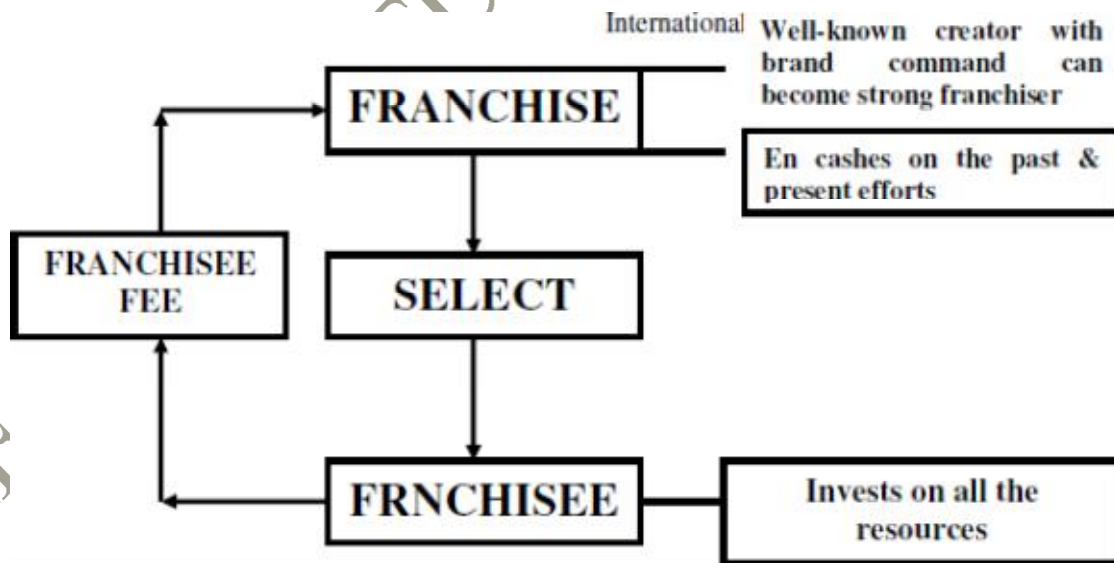 International
Well-known creator with
brand command can
become strong franchiser
FRANCHISE
En cashes on the past &
present efforts
FRANCHISEE
FEE
SELECT
FRNCHISEE
Invests on all the
resources